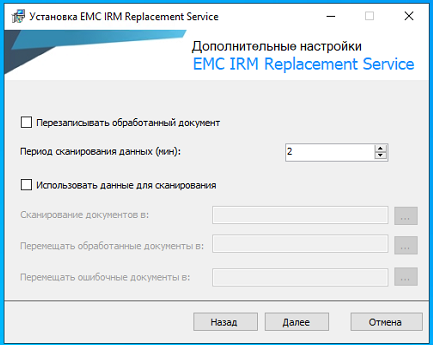 Установка EMC IRM Replacement Service
Дополнительные настройки
EMC IRM Replacement Service
Перезаписывать обработанный документ
Период сканирования данных (мин):
2
Использовать данные для сканирования
Сканирование документов в:
...
Перемещать обработанные документы в:
...
Перемещать ошибочные документы в:
...
Назад
Далее
Отмена